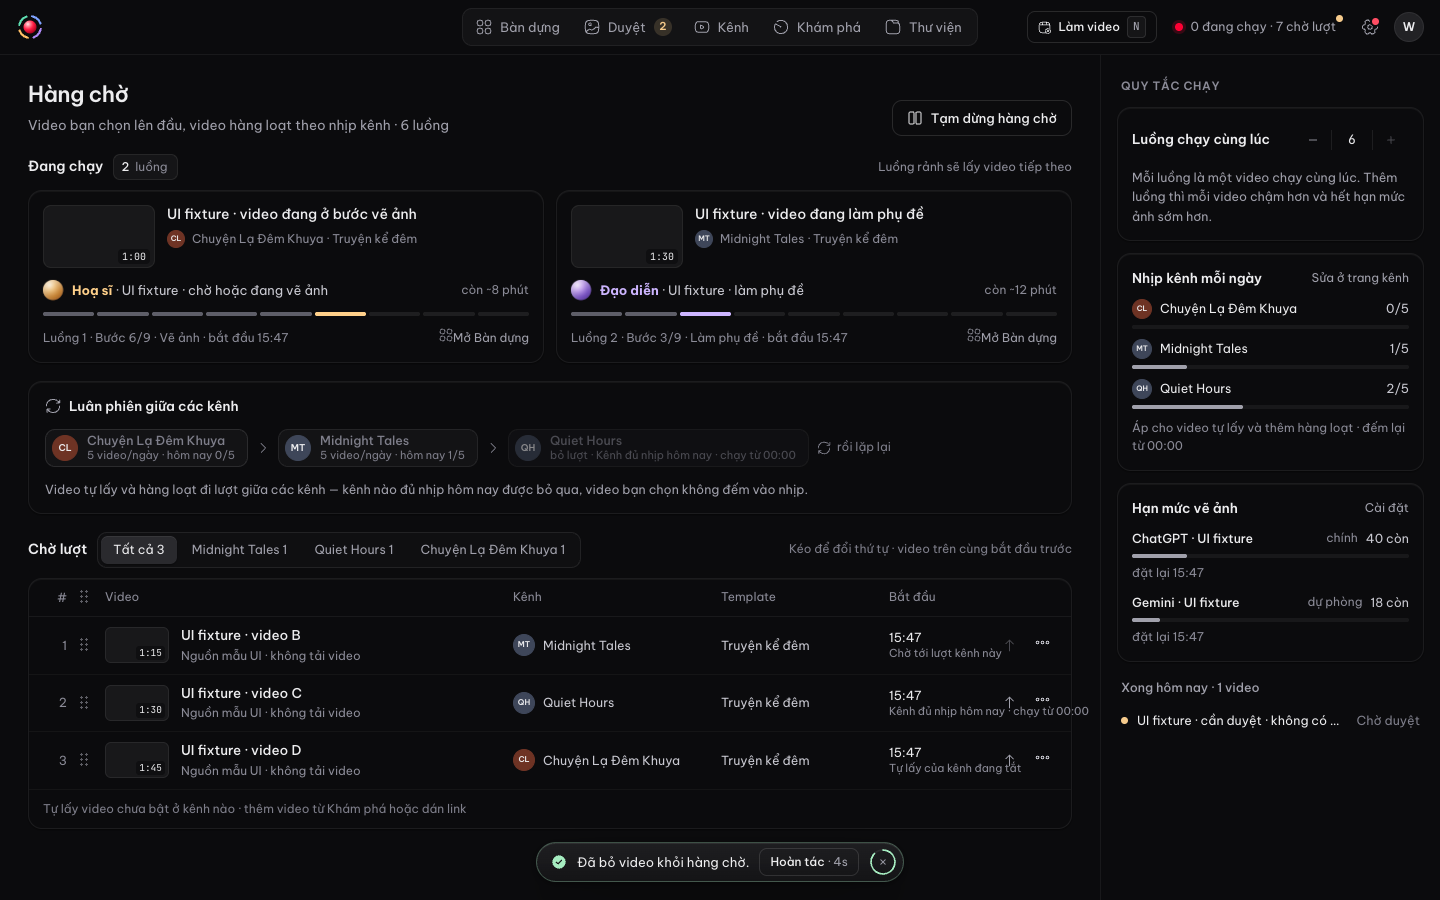 Bàn dựng
Duyệt 2
Kênh
Khám phá
Thư viện
Làm video N
0 đang chạy · 7 chờ lượt
W
Hàng chờ
Video bạn chọn lên đầu, video hàng loạt theo nhịp kênh · 6 luồng
Tạm dừng hàng chờ
Đang chạy 2 luồng
Luồng rảnh sẽ lấy video tiếp theo
1:00
UI fixture · video đang ở bước vẽ ảnh
CL Chuyện Lạ Đêm Khuya · Truyện kể đêm
Hoạ sĩ · UI fixture · chờ hoặc đang vẽ ảnh
còn ~8 phút
Luồng 1 · Bước 6/9 · Vẽ ảnh · bắt đầu 15:47
Mở Bàn dựng
1:30
UI fixture · video đang làm phụ đề
MT Midnight Tales · Truyện kể đêm
Đạo diễn · UI fixture · làm phụ đề
còn ~12 phút
Luồng 2 · Bước 3/9 · Làm phụ đề · bắt đầu 15:47
Mở Bàn dựng
Luân phiên giữa các kênh
CL Chuyện Lạ Đêm Khuya
5 video/ngày · hôm nay 0/5
MT Midnight Tales
5 video/ngày · hôm nay 1/5
QH Quiet Hours
bỏ lượt · Kênh đủ nhịp hôm nay · chạy từ 00:00
rồi lặp lại
Video tự lấy và hàng loạt đi lượt giữa các kênh — kênh nào đủ nhịp hôm nay được bỏ qua, video bạn chọn không đếm vào nhịp.
Chờ lượt
Tất cả 3
Midnight Tales 1
Quiet Hours 1
Chuyện Lạ Đêm Khuya 1
Kéo để đổi thứ tự · video trên cùng bắt đầu trước
# Video Kênh Template Bắt đầu
1 1:15 UI fixture · video B
Nguồn mẫu UI · không tải video
MT Midnight Tales
Truyện kể đêm
15:47
Chờ tới lượt kênh này
2 1:30 UI fixture · video C
Nguồn mẫu UI · không tải video
QH Quiet Hours
Truyện kể đêm
15:47
Kênh đủ nhịp hôm nay · chạy từ 00:00
3 1:45 UI fixture · video D
Nguồn mẫu UI · không tải video
CL Chuyện Lạ Đêm Khuya
Truyện kể đêm
15:47
Tự lấy của kênh đang tắt
Tự lấy video chưa bật ở kênh nào · thêm video từ Khám phá hoặc dán link
Đã bỏ video khỏi hàng chờ.
Hoàn tác · 4s
QUY TẮC CHẠY
Luồng chạy cùng lúc
− 6 +
Mỗi luồng là một video chạy cùng lúc. Thêm
luồng thì mỗi video chậm hơn và hết hạn mức
ảnh sớm hơn.
Nhịp kênh mỗi ngày
Sửa ở trang kênh
CL Chuyện Lạ Đêm Khuya 0/5
MT Midnight Tales 1/5
QH Quiet Hours 2/5
Áp cho video tự lấy và thêm hàng loạt · đếm lại
từ 00:00
Hạn mức vẽ ảnh
Cài đặt
ChatGPT · UI fixture chính 40 còn
đặt lại 15:47
Gemini · UI fixture dự phòng 18 còn
đặt lại 15:47
Xong hôm nay · 1 video
UI fixture · cần duyệt · không có ...
Chờ duyệt